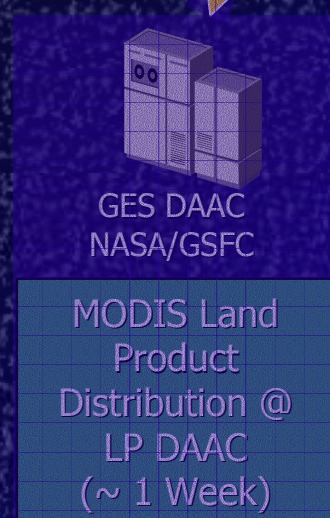 GES DAAC
NASA/GSFC
MODIS Land
Product
Distribution @
LP DAAC
(~ 1 Week)